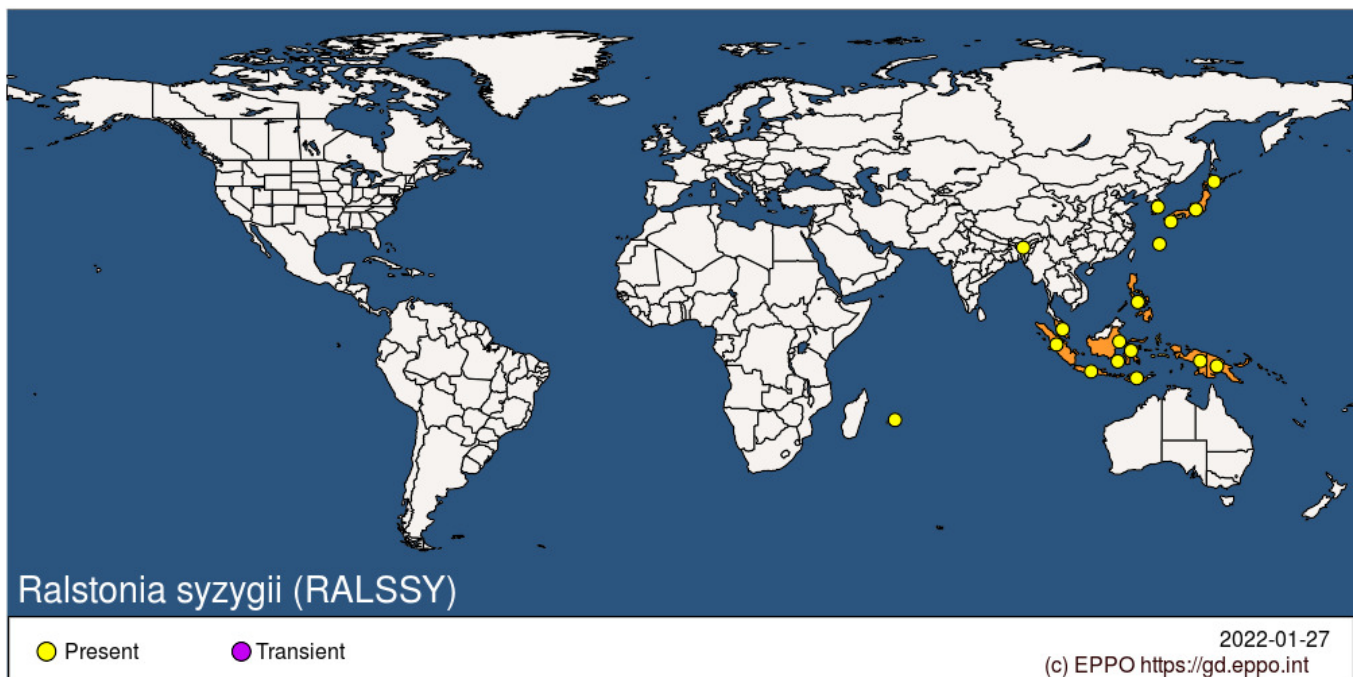 Ralstonia syzygii (RALSSY)
Present
Transient
2022-01-27
(c) EPPO https://gd.eppo.int